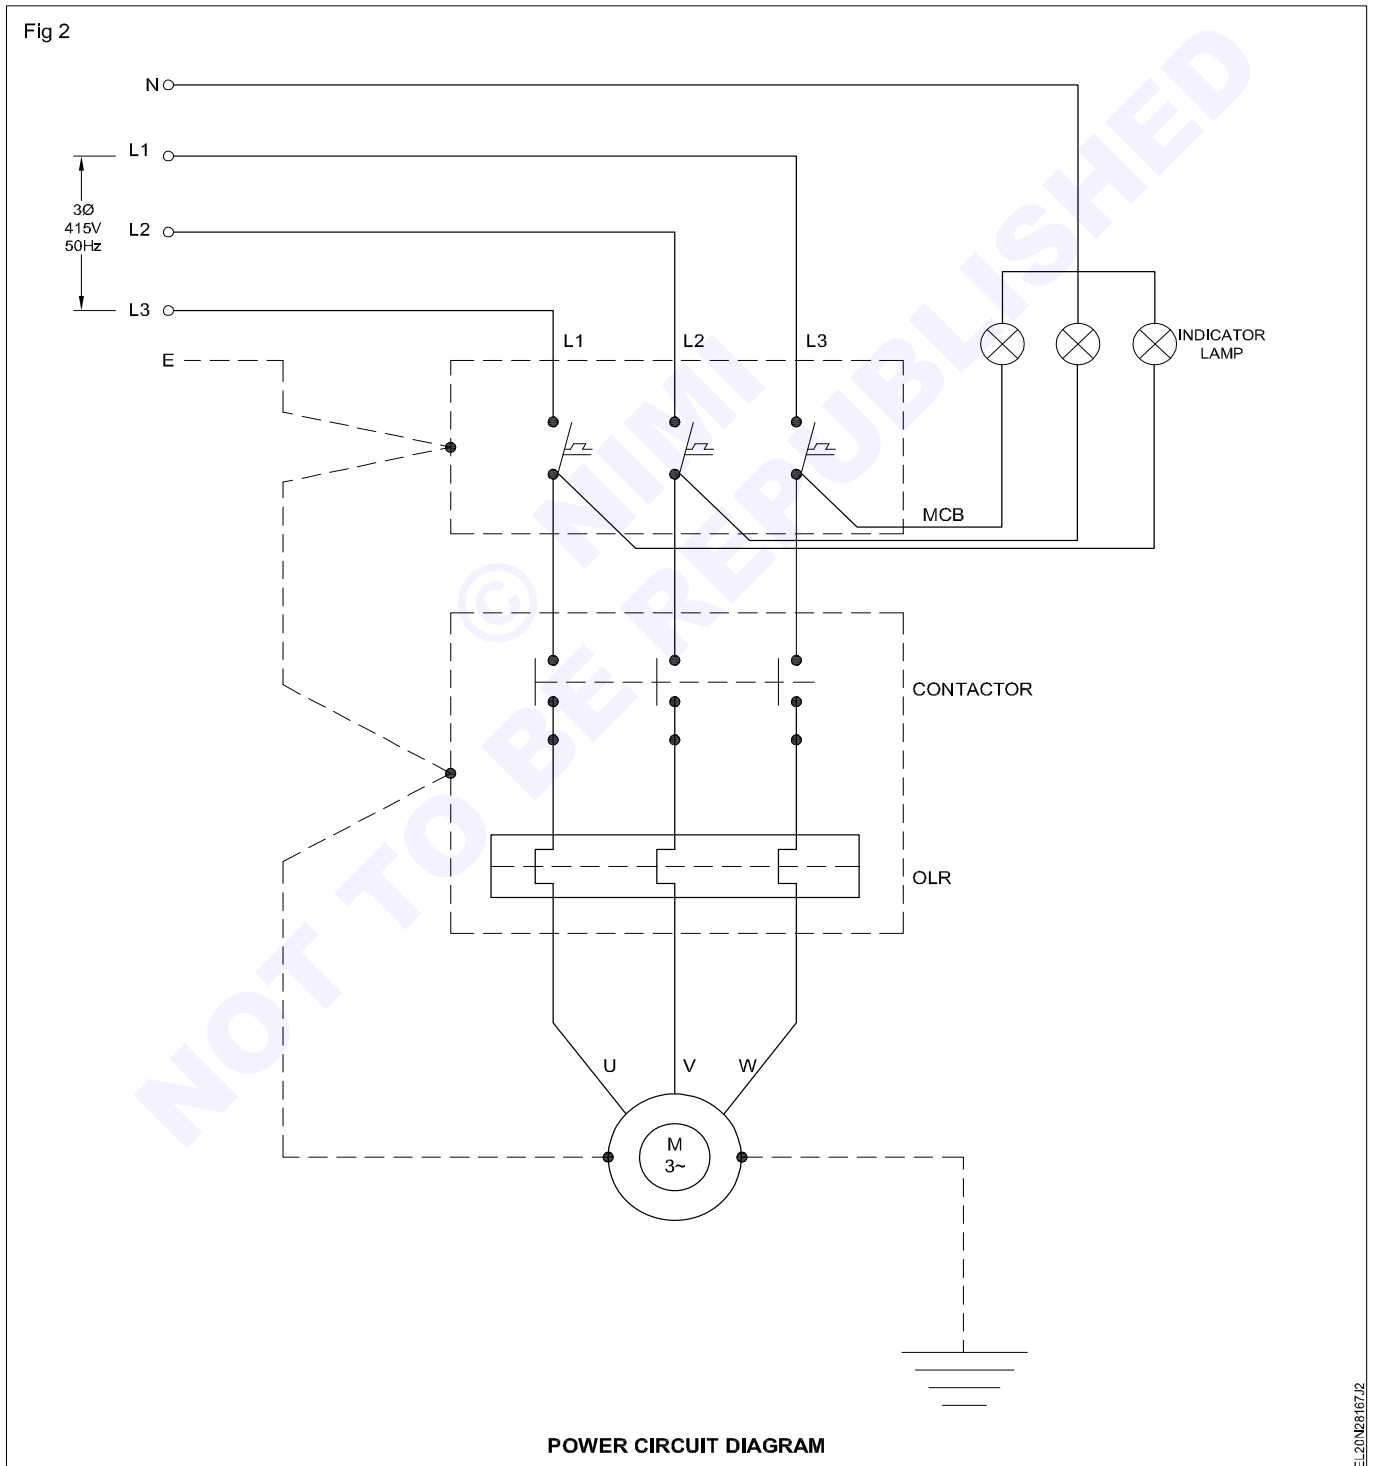 Fig 2
N
L1
3Ø
415V
50Hz
L2
L3
E
L1
L2
L3
INDICATOR
LAMP
MCB
CONTACTOR
OLR
U
V
W
M
3~
POWER CIRCUIT DIAGRAM
EL20N28167J2
© NIMI
NOT TO BE REPUBLISHED